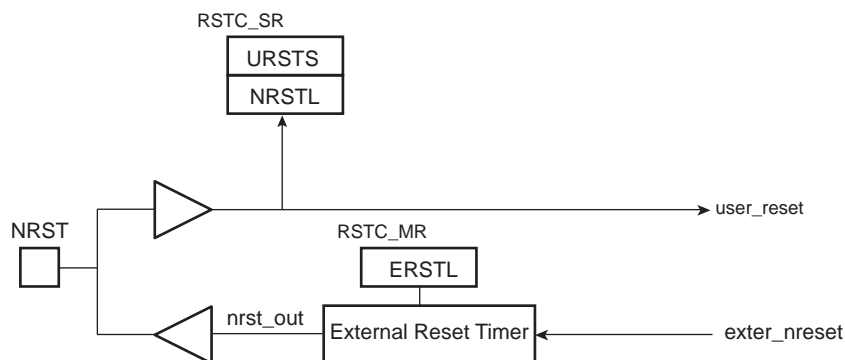 RSTC_SR
URSTS
NRSTL
user_reset
NRST
RSTC_MR
ERSTL
nrst_out
External Reset Timer
exter_nreset